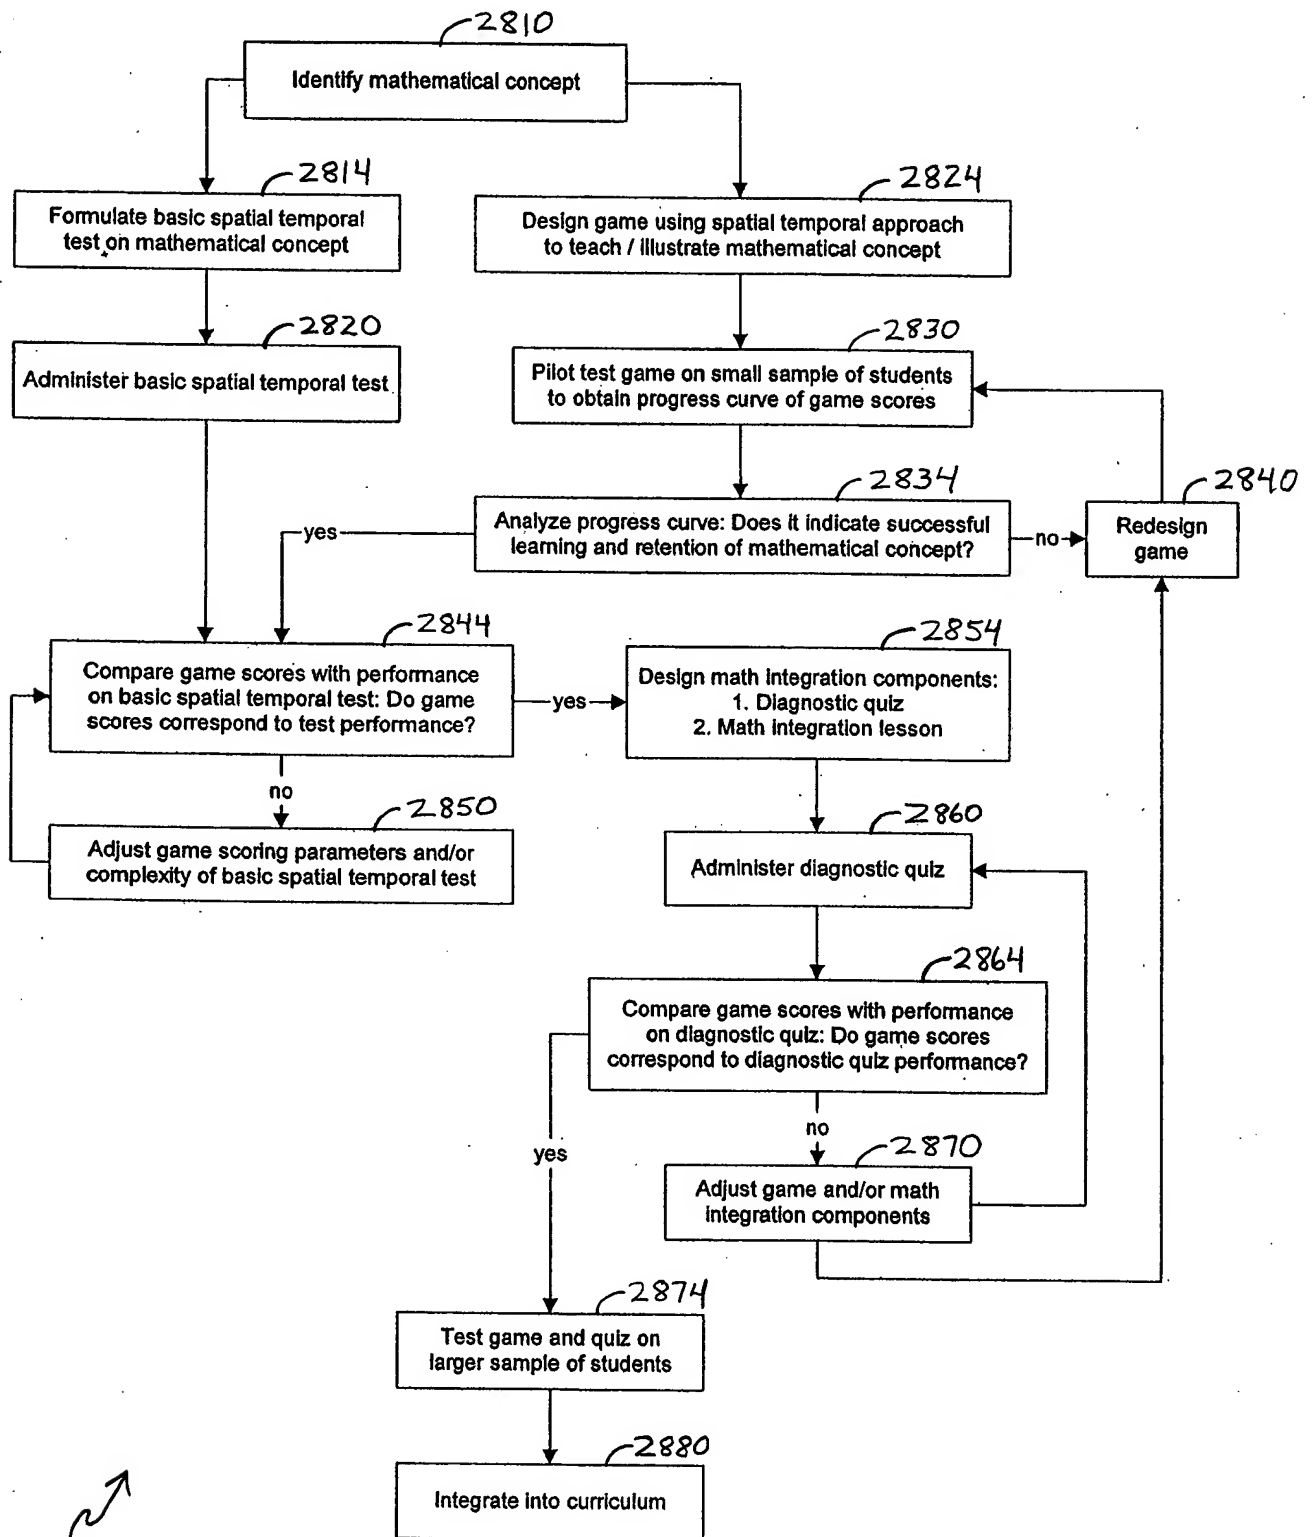 2810
Identify mathematical concept
2814
Formulate basic spatial temporal
test on mathematical concept
2824
Design game using spatial temporal approach
to teach / illustrate mathematical concept
2820
Administer basic spatial temporal test
2830
Pilot test game on small sample of students
to obtain progress curve of game scores
2834
Analyze progress curve: Does it indicate successful
learning and retention of mathematical concept?
yes
no
2840
Redesign
game
2844
Compare game scores with performance
on basic spatial temporal test: Do game
scores correspond to test performance?
yes
no
2854
Design math integration components:
1. Diagnostic quiz
2. Math integration lesson
2850
Adjust game scoring parameters and/or
complexity of basic spatial temporal test
2860
Administer diagnostic quiz
2864
Compare game scores with performance
on diagnostic quiz: Do game scores
correspond to diagnostic quiz performance?
no
yes
2870
Adjust game and/or math
integration components
2874
Test game and quiz on
larger sample of students
2880
Integrate into curriculum